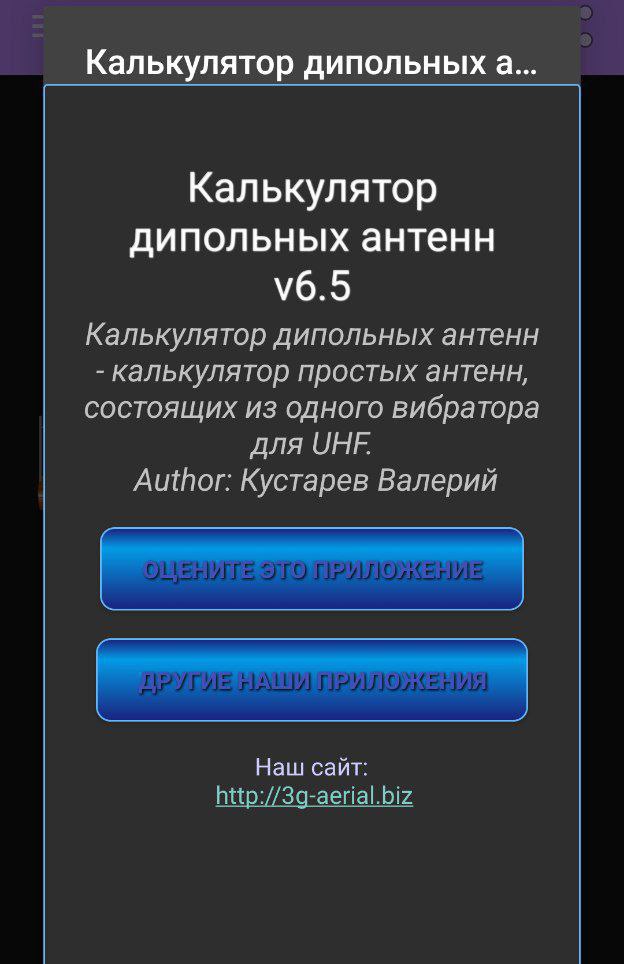 Калькулятор дипольных а...
Калькулятор
дипольных антенн
v6.5
Калькулятор дипольных антенн
- калькулятор простых антенн,
состоящих из одного вибратора
для UHF.
Author: Кустарев Валерий
ОЦЕНИТЕ ЭТО ПРИЛОЖЕНИЕ
ДРУГИЕ НАШИ ПРИЛОЖЕНИЯ
Наш сайт:
http://3g-aerial.biz